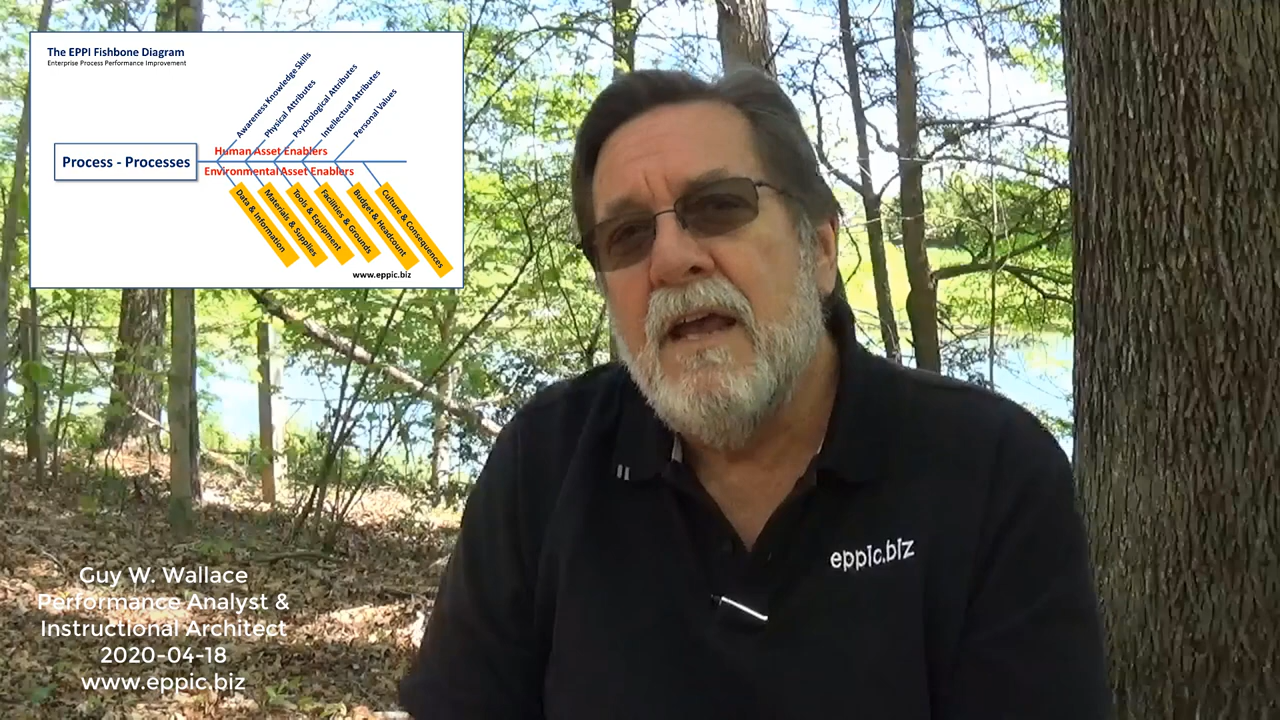 The EPPI Fishbone Diagram
Enterprise Process Performance Improvement
Awareness Knowledge Skills
Physical Attributes
Psychological Attributes
Intellectual Attributes
Personal Values
Human Asset Enablers
Process - Processes
Environmental Asset Enablers
Data & Information
Materials & Supplies
Tools & Equipment
Facilities & Grounds
Budget & Headcount
Culture & Consequences
www.eppic.biz
eppic.biz
Guy W. Wallace
Performance Analyst &
Instructional Architect
2020-04-18
www.eppic.biz